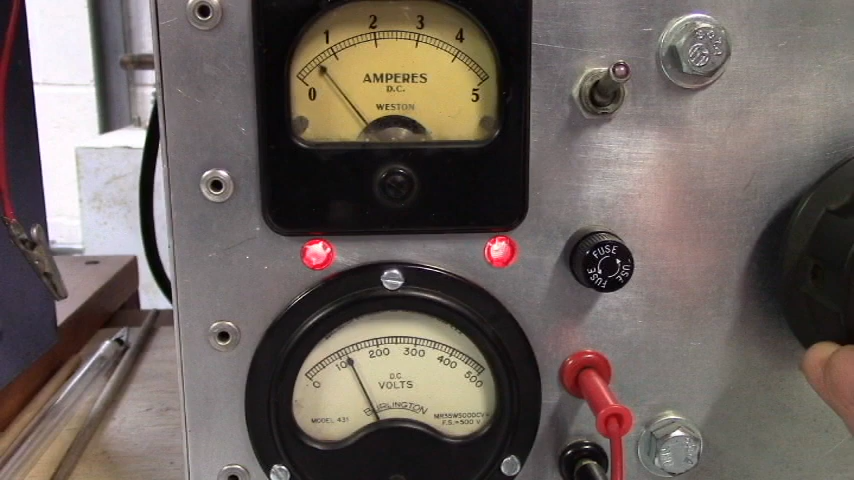 0 1 2 3 4 5
AMPERES
D.C.
WESTON
FUSE FUSE FUSE
0 100 200 300 400 500
D.C.
VOLTS
BURLINGTON
MODEL 431
F.S.=500 V